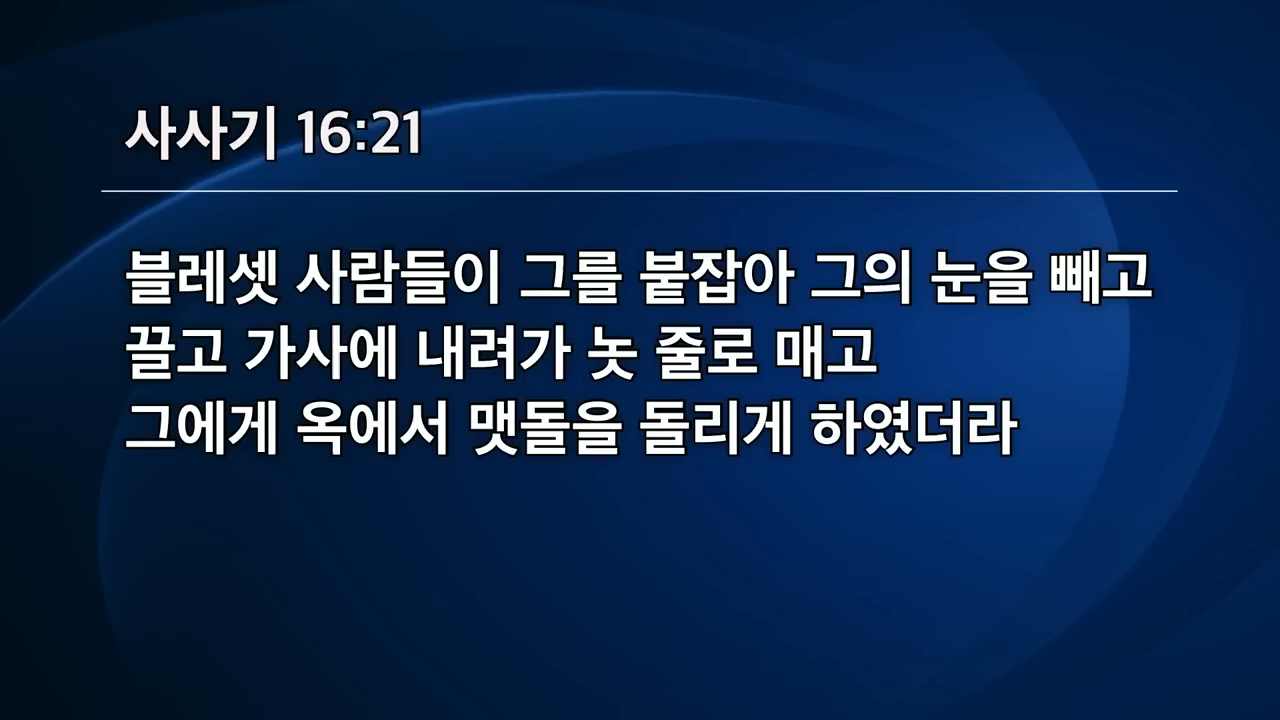 사사기 16:21
블레셋 사람들이 그를 붙잡아 그의 눈을 빼고
끌고 가사에 내려가 놋 줄로 매고
그에게 옥에서 맷돌을 돌리게 하였더라